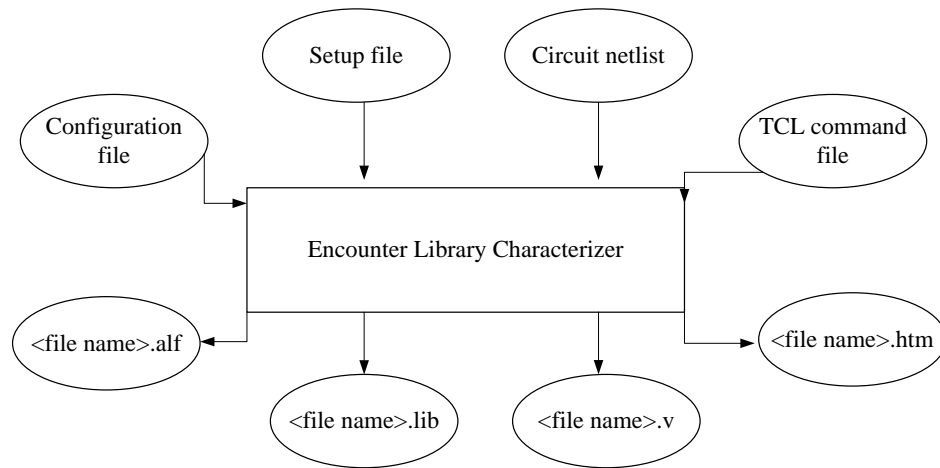 Setup file
Circuit netlist
Configuration
file
TCL command
file
Encounter Library Characterizer
<file name>.alf
<file name>.htm
<file name>.lib
<file name>.v